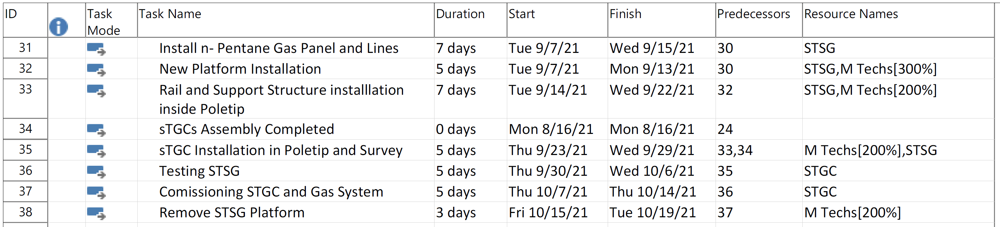 ID Task Mode Task Name Duration Start Finish Predecessors Resource Names
31 Install n- Pentane Gas Panel and Lines 7 days Tue 9/7/21 Wed 9/15/21 30 STSG
32 New Platform Installation 5 days Tue 9/7/21 Mon 9/13/21 30 STSG,M Techs[300%]
33 Rail and Support Structure installlation 7 days Tue 9/14/21 Wed 9/22/21 32 STSG,M Techs[200%]
inside Poletip
34 sTGCs Assembly Completed 0 days Mon 8/16/21 Mon 8/16/21 24
35 sTGC Installation in Poletip and Survey 5 days Thu 9/23/21 Wed 9/29/21 33,34 M Techs[200%],STSG
36 Testing STSG 5 days Thu 9/30/21 Wed 10/6/21 35 STGC
37 Comissioning STGC and Gas System 5 days Thu 10/7/21 Thu 10/14/21 36 STGC
38 Remove STSG Platform 3 days Fri 10/15/21 Tue 10/19/21 37 M Techs[200%]